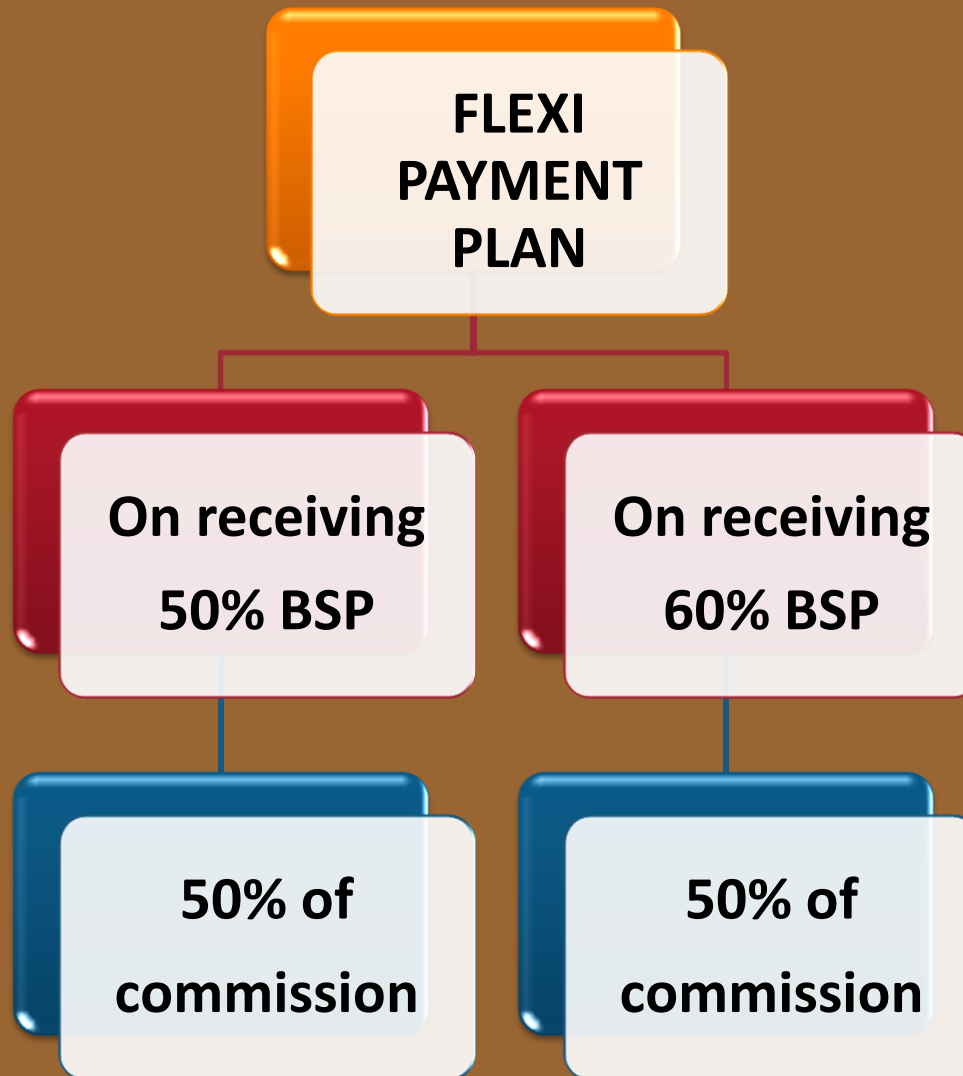 FLEXI
PAYMENT
PLAN
On receiving
50% BSP
On receiving
60% BSP
50% of
commission
50% of
commission